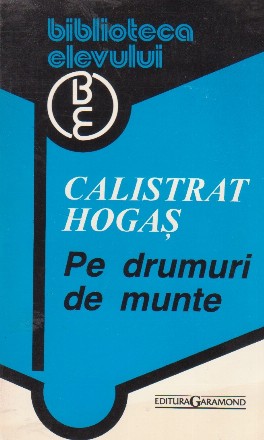 biblioteca
elevului
BE
CALISTRAT
HOGAȘ
Pe drumuri
de munte
EDITURA GARAMOND